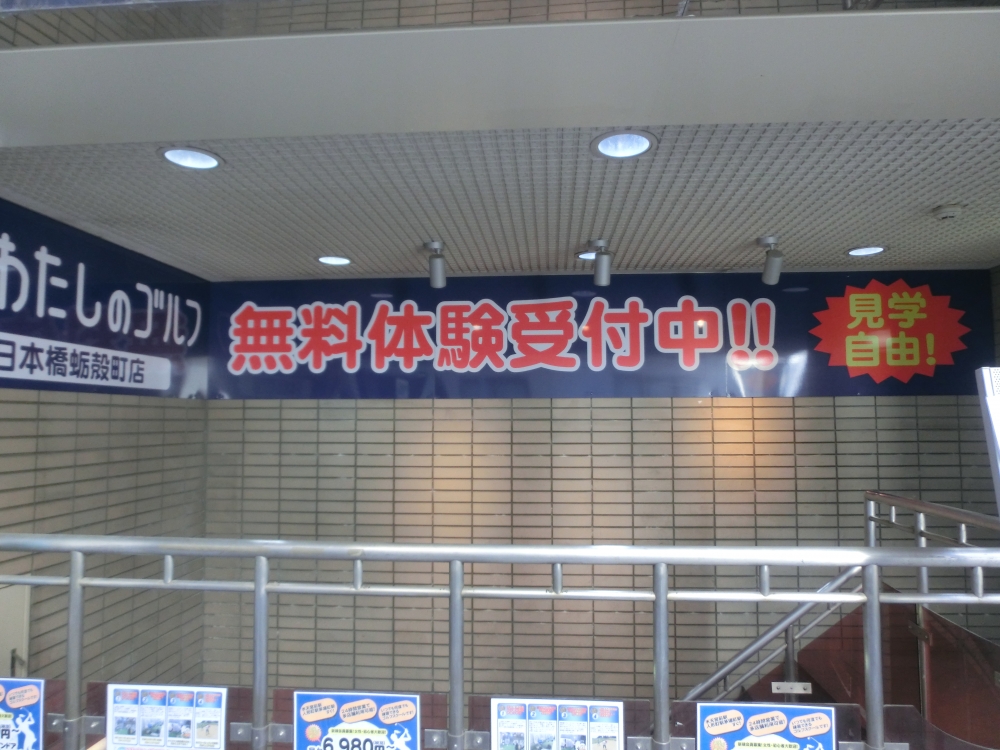 わたしのゴルフ
日本橋蛎殻町店
無料体験受付中!!
見学
自由!
6,980円〜